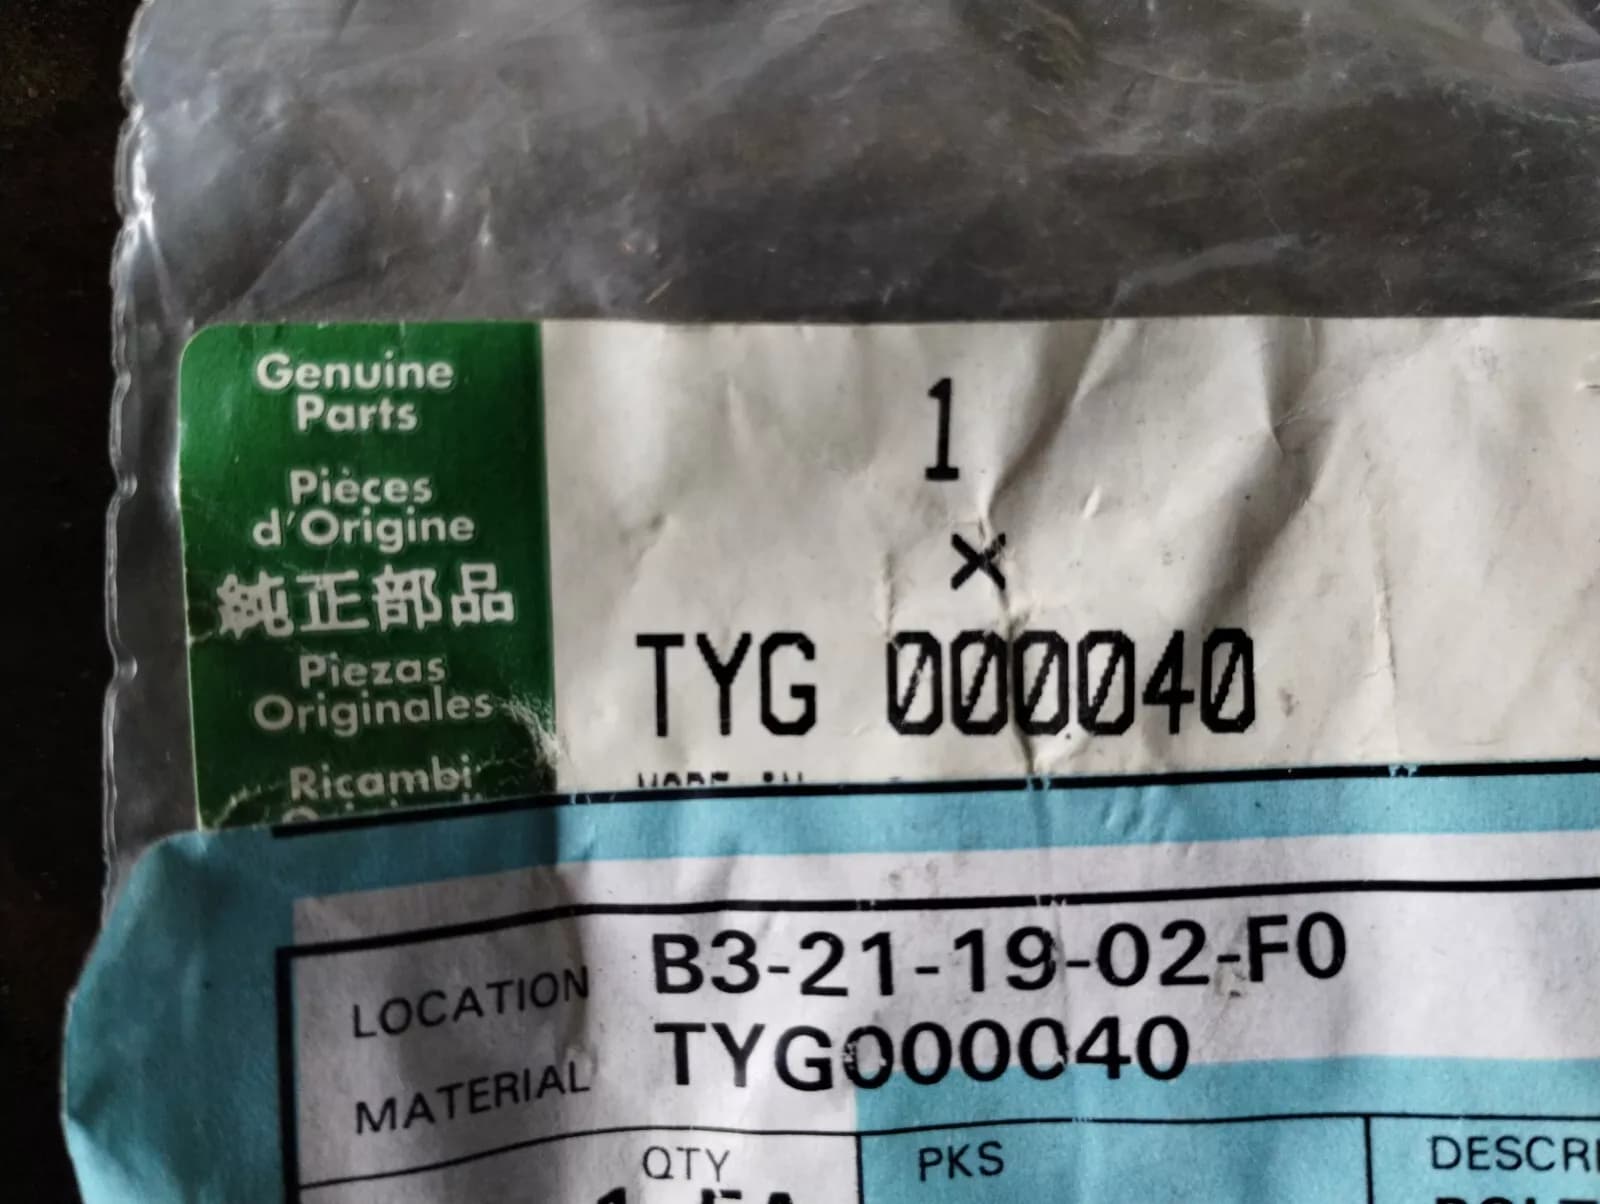 Genuine
Parts
Pièces
d'Origine
純正部品
Piezas
Originales
Ricambi
1
×
TYG 000040
LOCATION B3-21-19-02-F0
MATERIAL TYG000040
QTY PKS